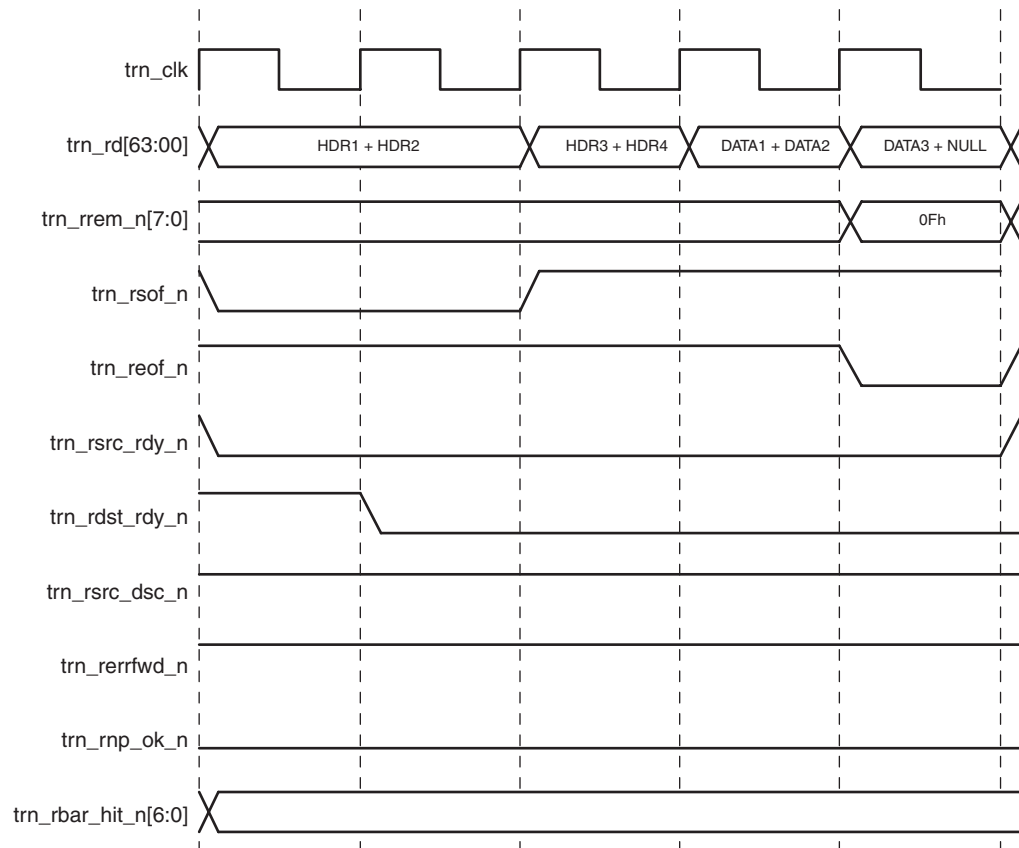 trn_clk
trn_rd[63:00] HDR1 + HDR2 HDR3 + HDR4 DATA1 + DATA2 DATA3 + NULL
trn_rrem_n[7:0] 0Fh
trn_rsof_n
trn_reof_n
trn_rsrc_rdy_n
trn_rdst_rdy_n
trn_rsrc_dsc_n
trn_rerrfwd_n
trn_rnp_ok_n
trn_rbar_hit_n[6:0]